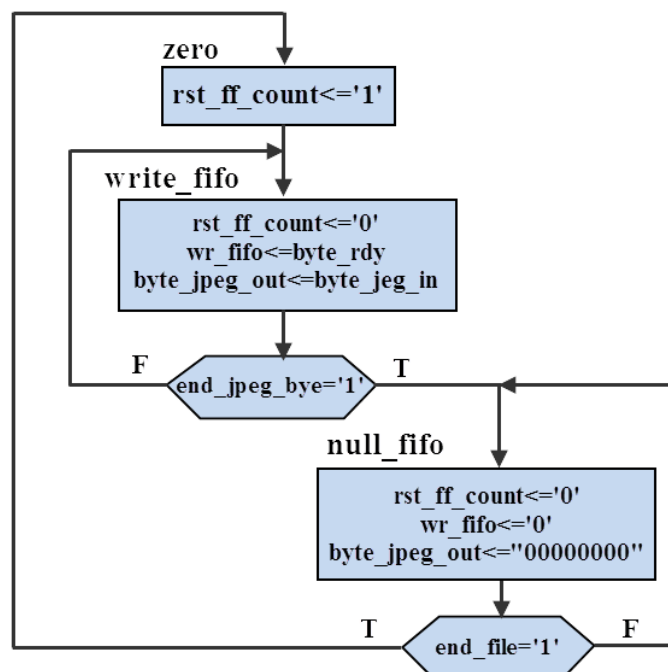 zero
rst_ff_count<='1'
write_fifo
rst_ff_count<='0'
wr_fifo<=byte_rdy
byte_jpeg_out<=byte_jeg_in
F
end_jpeg_bye='1'
T
null_fifo
rst_ff_count<='0'
wr_fifo<='0'
byte_jpeg_out<="00000000"
T
end_file='1'
F